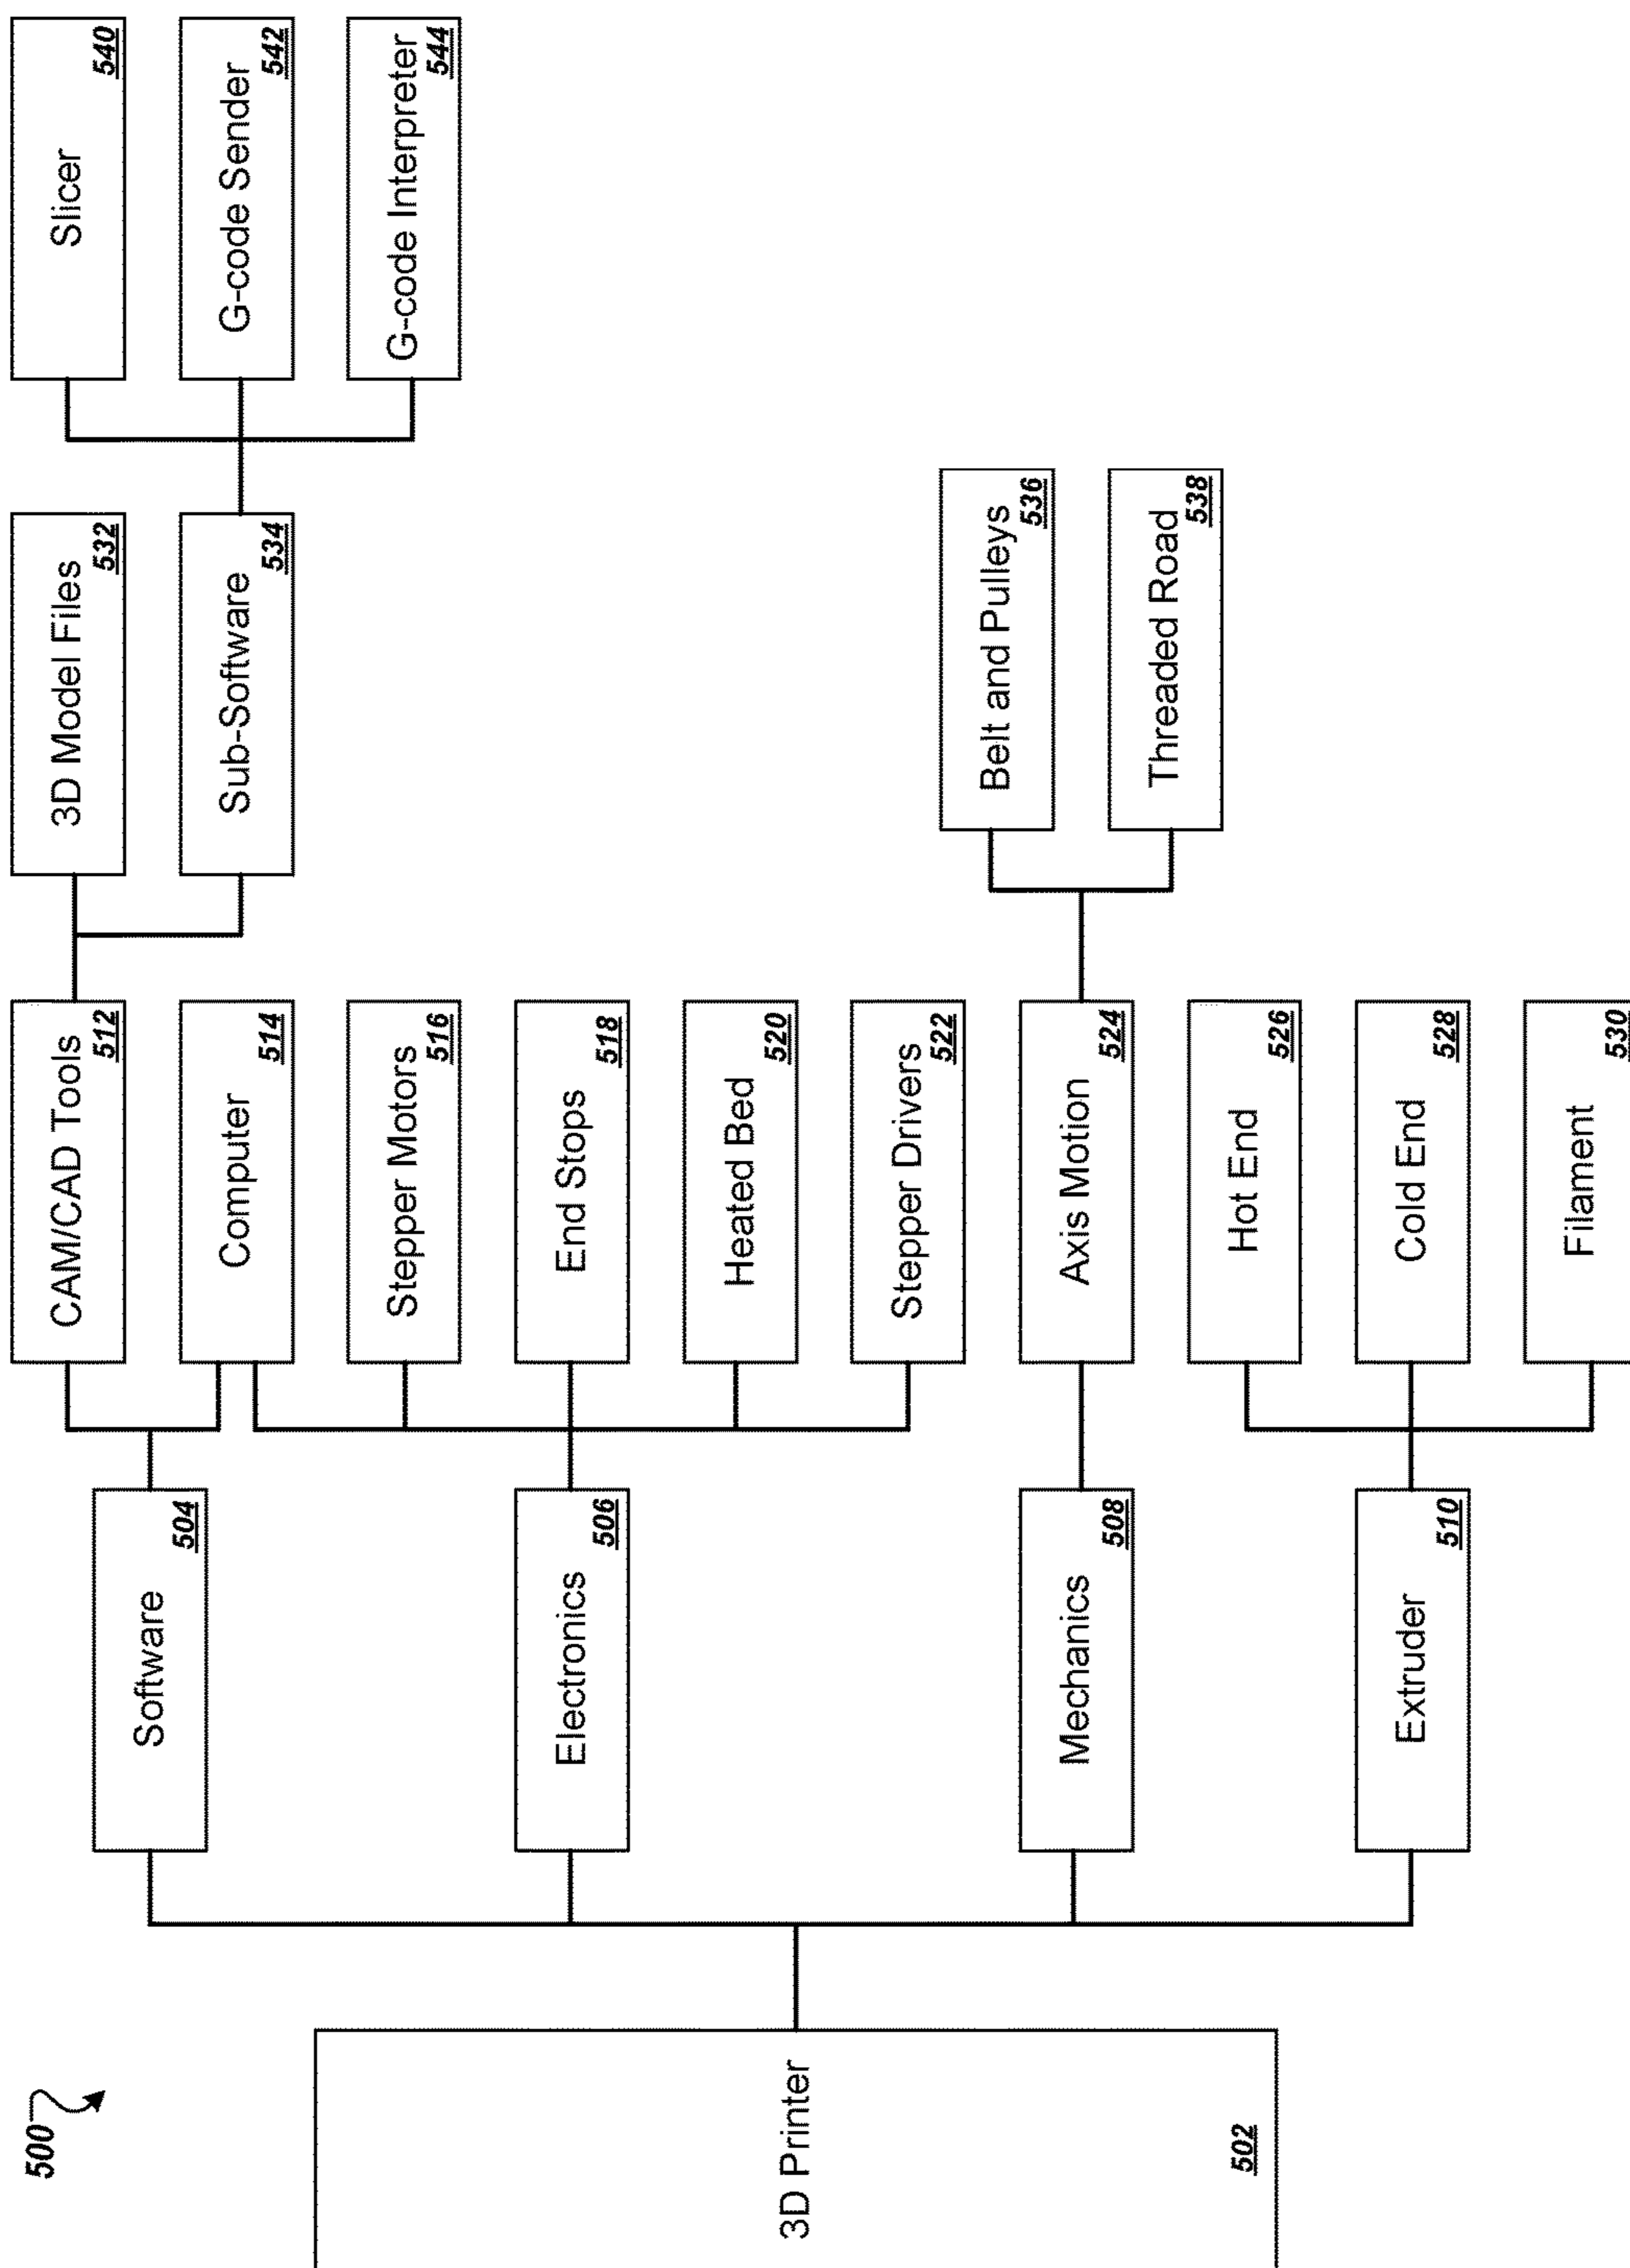 500
3D Printer
502
Software
504
Electronics
506
Mechanics
508
Extruder
510
CAM/CAD Tools
512
Computer
514
Stepper Motors
516
End Stops
518
Heated Bed
520
Stepper Drivers
522
Axis Motion
524
Hot End
526
Cold End
528
Filament
530
3D Model Files
532
Sub-Software
534
Belt and Pulleys
536
Threaded Road
538
Slicer
540
G-code Sender
542
G-code Interpreter
544